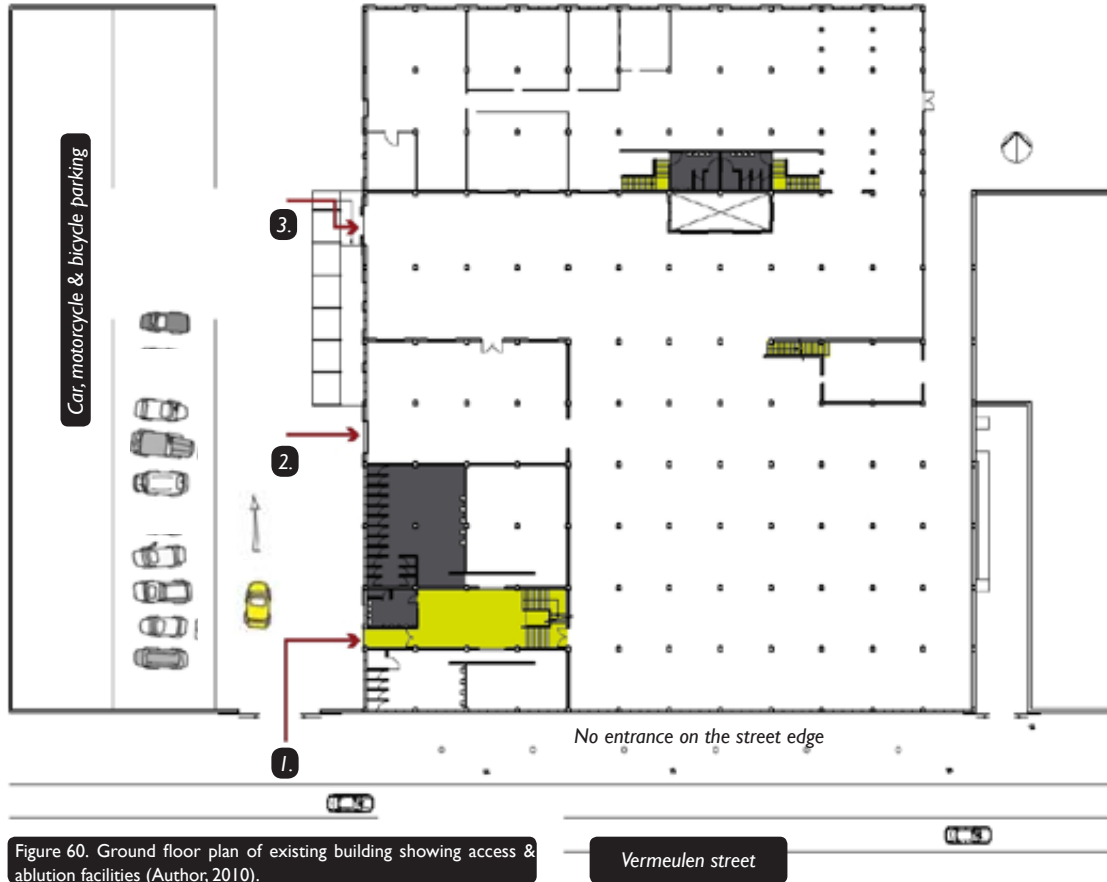 Car, motorcycle & bicycle parking
3.
2.
1.
No entrance on the street edge
Figure 60. Ground floor plan of existing building showing access &
ablution facilities (Author, 2010).
Vermeulen street